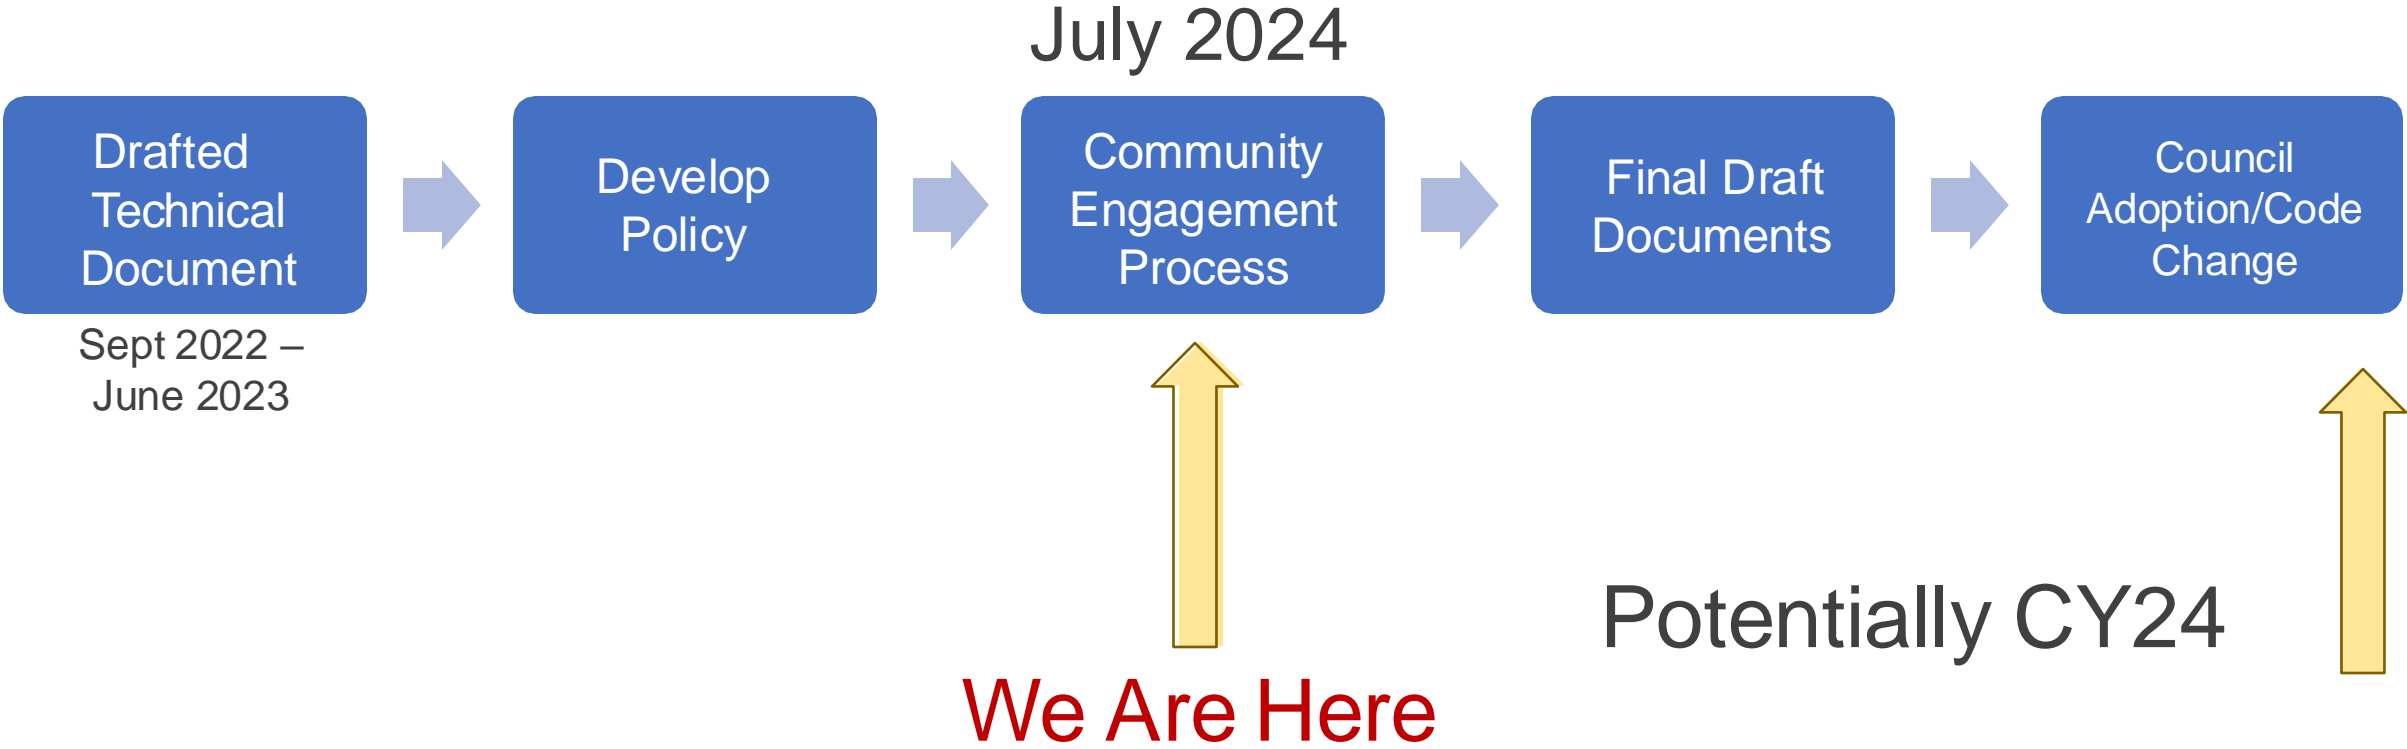 July 2024
Drafted
Technical
Document
Develop
Policy
Community
Engagement
Process
Final Draft
Documents
Council
Adoption/Code
Change
Sept 2022 –
June 2023
Potentially CY24
We Are Here